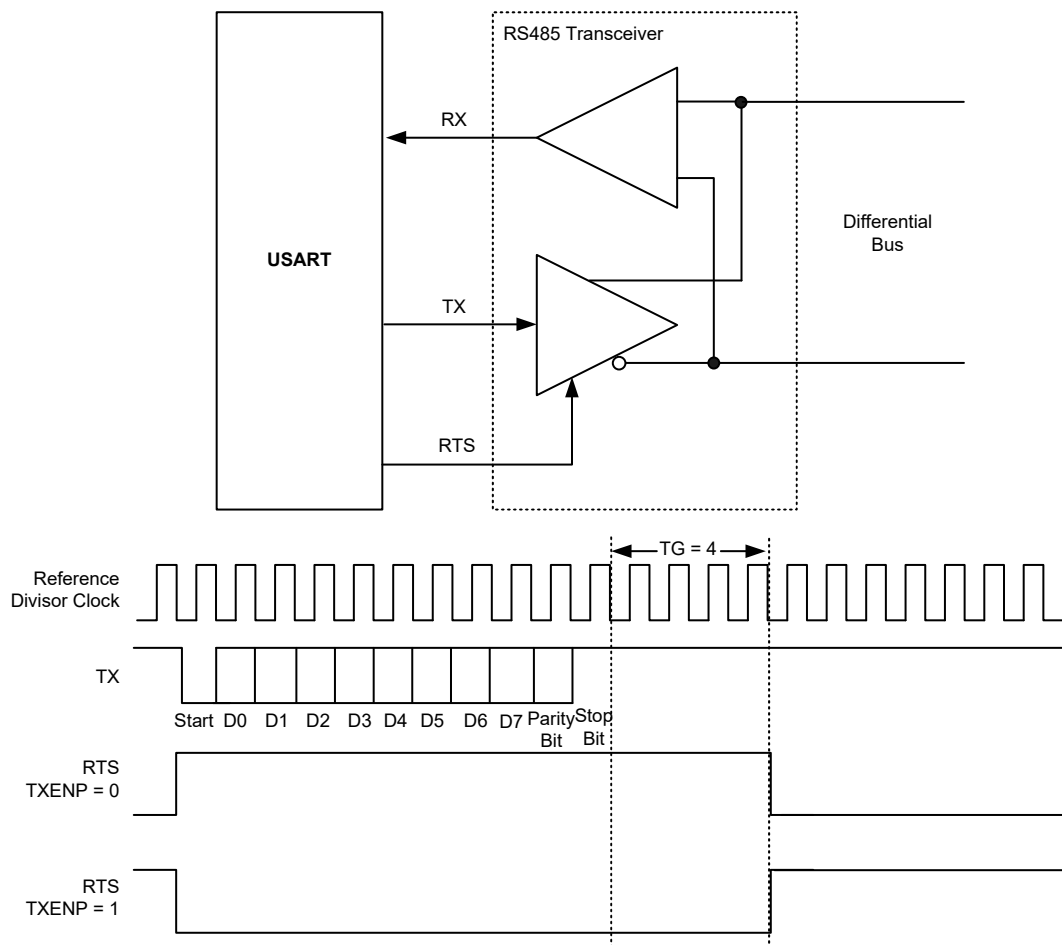 RS485 Transceiver
RX
Differential
Bus
USART
TX
RTS
TG = 4
Reference
Divisor Clock
TX
Start D0 D1 D2 D3 D4 D5 D6 D7 Parity Stop
Bit Bit
RTS
TXENP = 0
RTS
TXENP = 1